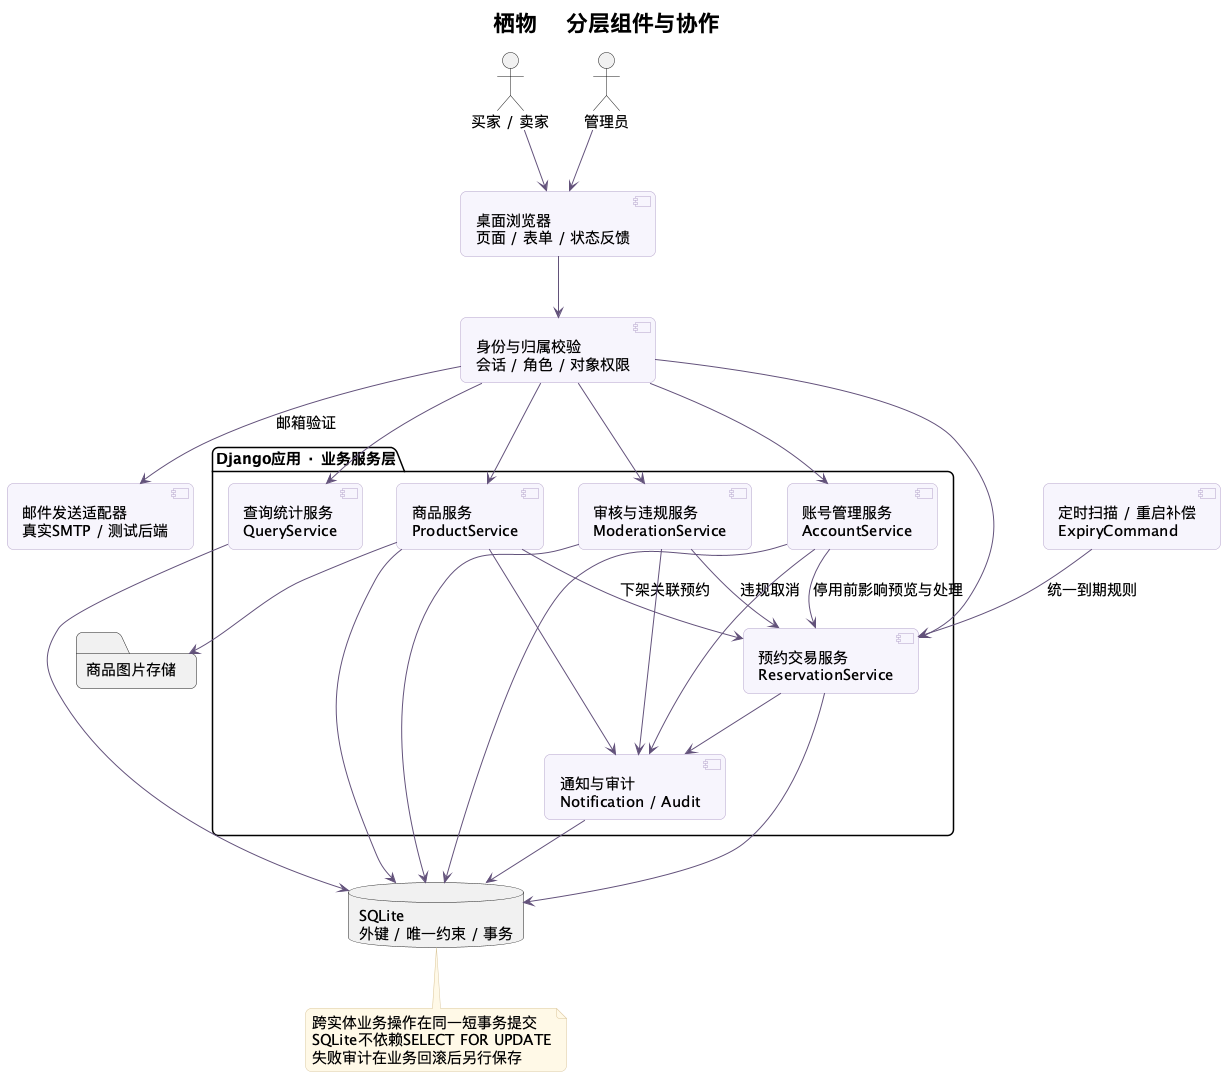 栖物　分层组件与协作
买家 / 卖家
管理员
桌面浏览器
页面 / 表单 / 状态反馈
身份与归属校验
会话 / 角色 / 对象权限
邮箱验证
Django应用 · 业务服务层
邮件发送适配器
真实SMTP / 测试后端
查询统计服务
QueryService
商品服务
ProductService
审核与违规服务
ModerationService
账号管理服务
AccountService
定时扫描 / 重启补偿
ExpiryCommand
下架关联预约
违规取消
停用前影响预览与处理
统一到期规则
商品图片存储
预约交易服务
ReservationService
通知与审计
Notification / Audit
SQLite
外键 / 唯一约束 / 事务
跨实体业务操作在同一短事务提交
SQLite不依赖SELECT FOR UPDATE
失败审计在业务回滚后另行保存